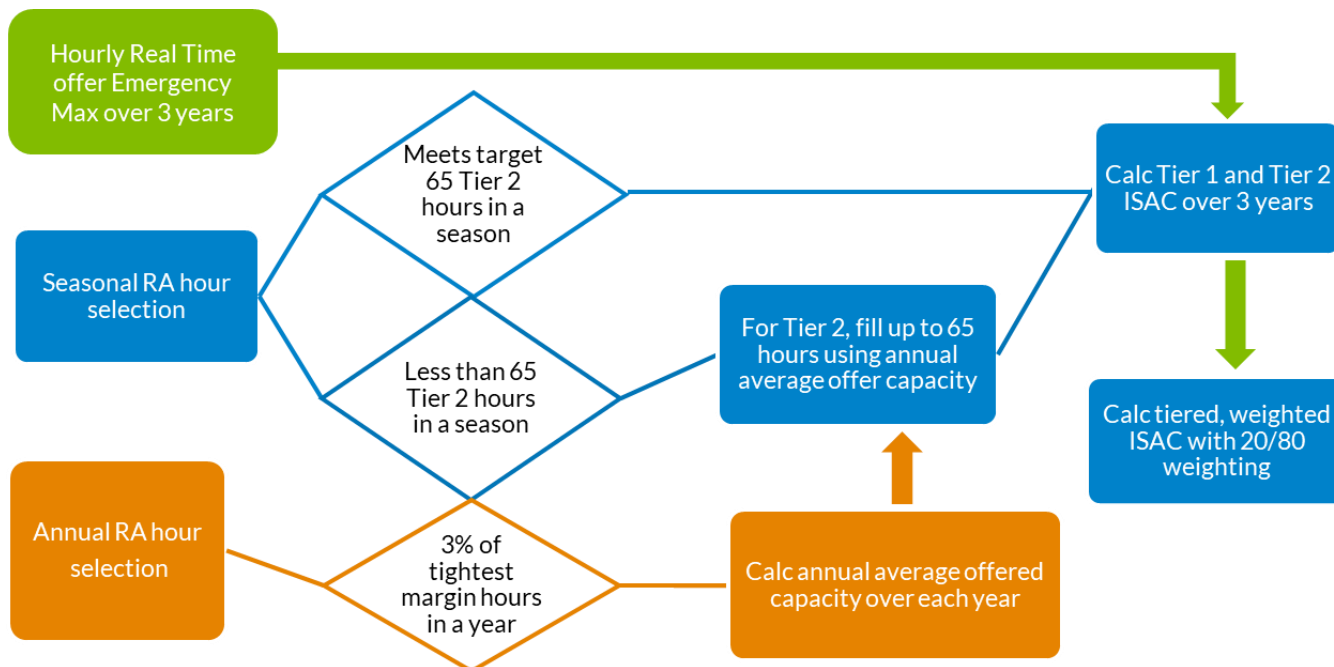 Hourly Real Time
offer Emergency
Max over 3 years
Meets target
65 Tier 2
hours in a
season
Calc Tier 1 and Tier 2
ISAC over 3 years
Seasonal RA hour
selection
Less than 65
Tier 2 hours
in a season
For Tier 2, fill up to 65
hours using annual
average offer capacity
Calc tiered, weighted
ISAC with 20/80
weighting
Annual RA hour
selection
3% of
tightest
margin hours
in a year
Calc annual average offered
capacity over each year